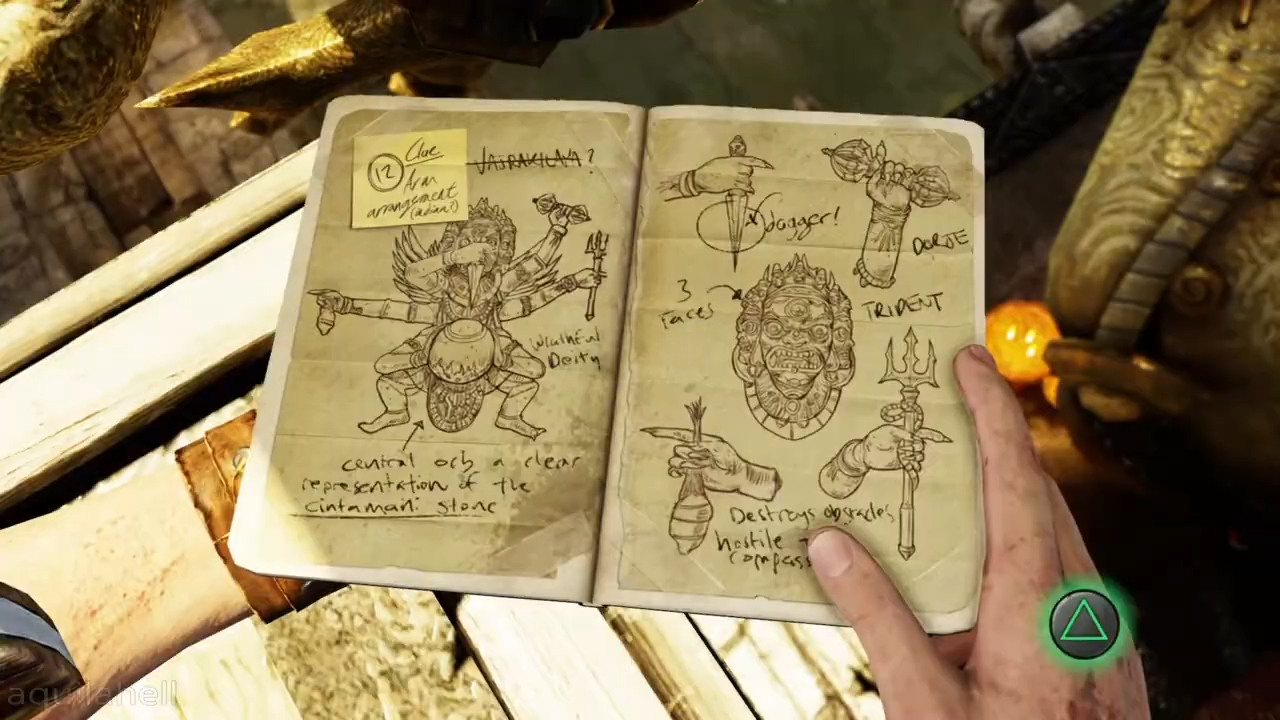 12
Clue
Arm
arrangement
VAJRAKILAYA?
Wrathful
Deity
central orb a clear
representation of the
cintamani stone
dagger!
DORJE
3
faces
TRIDENT
Destroys obstacles
hostile
compass
aquilahell